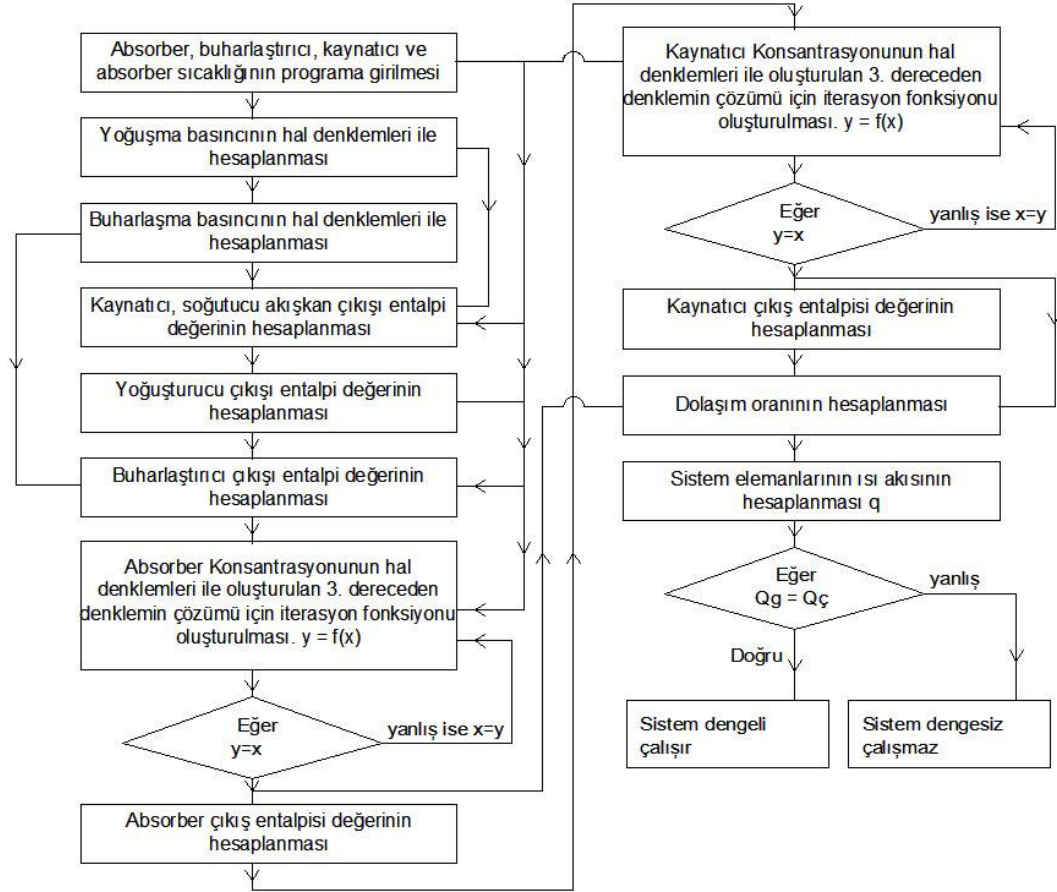 Absorber, buharlaştırıcı, kaynatıcı ve
absorber sıcaklığının programa girilmesi
Yoğuşma basıncının hal denklemleri ile
hesaplanması
Buharlaşma basıncının hal denklemleri ile
hesaplanması
Kaynatıcı, soğutucu akışkan çıkışı entalpi
değerinin hesaplanması
Yoğuşturucu çıkışı entalpi değerinin
hesaplanması
Buharlaştırıcı çıkışı entalpi değerinin
hesaplanması
Absorber Konsantrasyonunun hal
denklemleri ile oluşturulan 3. dereceden
denklemin çözümü için iterasyon fonksiyonu
oluşturulması. y = f(x)
Eğer
y=x
yanlış ise x=y
Absorber çıkış entalpisi değerinin
hesaplanması
Kaynatıcı Konsantrasyonunun hal
denklemleri ile oluşturulan 3. dereceden
denklemin çözümü için iterasyon fonksiyonu
oluşturulması. y = f(x)
Eğer
y=x
yanlış ise x=y
Kaynatıcı çıkış entalpisi değerinin
hesaplanması
Dolaşım oranının hesaplanması
Sistem elemanlarının ısı akısının
hesaplanması q
Eğer
Qg = Qç
yanlış
Doğru
Sistem dengeli
çalışır
Sistem dengesiz
çalışmaz